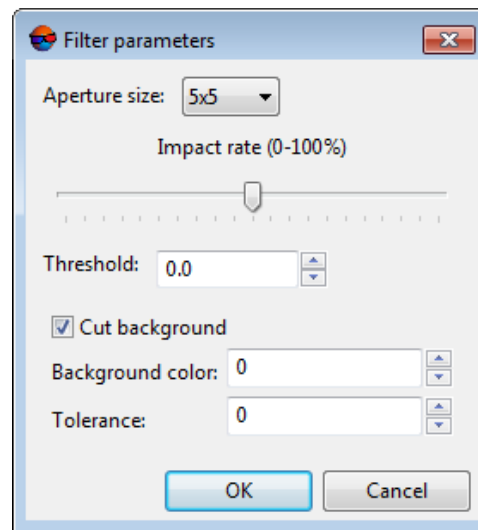 Filter parameters
Aperture size: 5x5
Impact rate (0-100%)
Threshold: 0.0
Cut background
Background color: 0
Tolerance: 0
OK Cancel